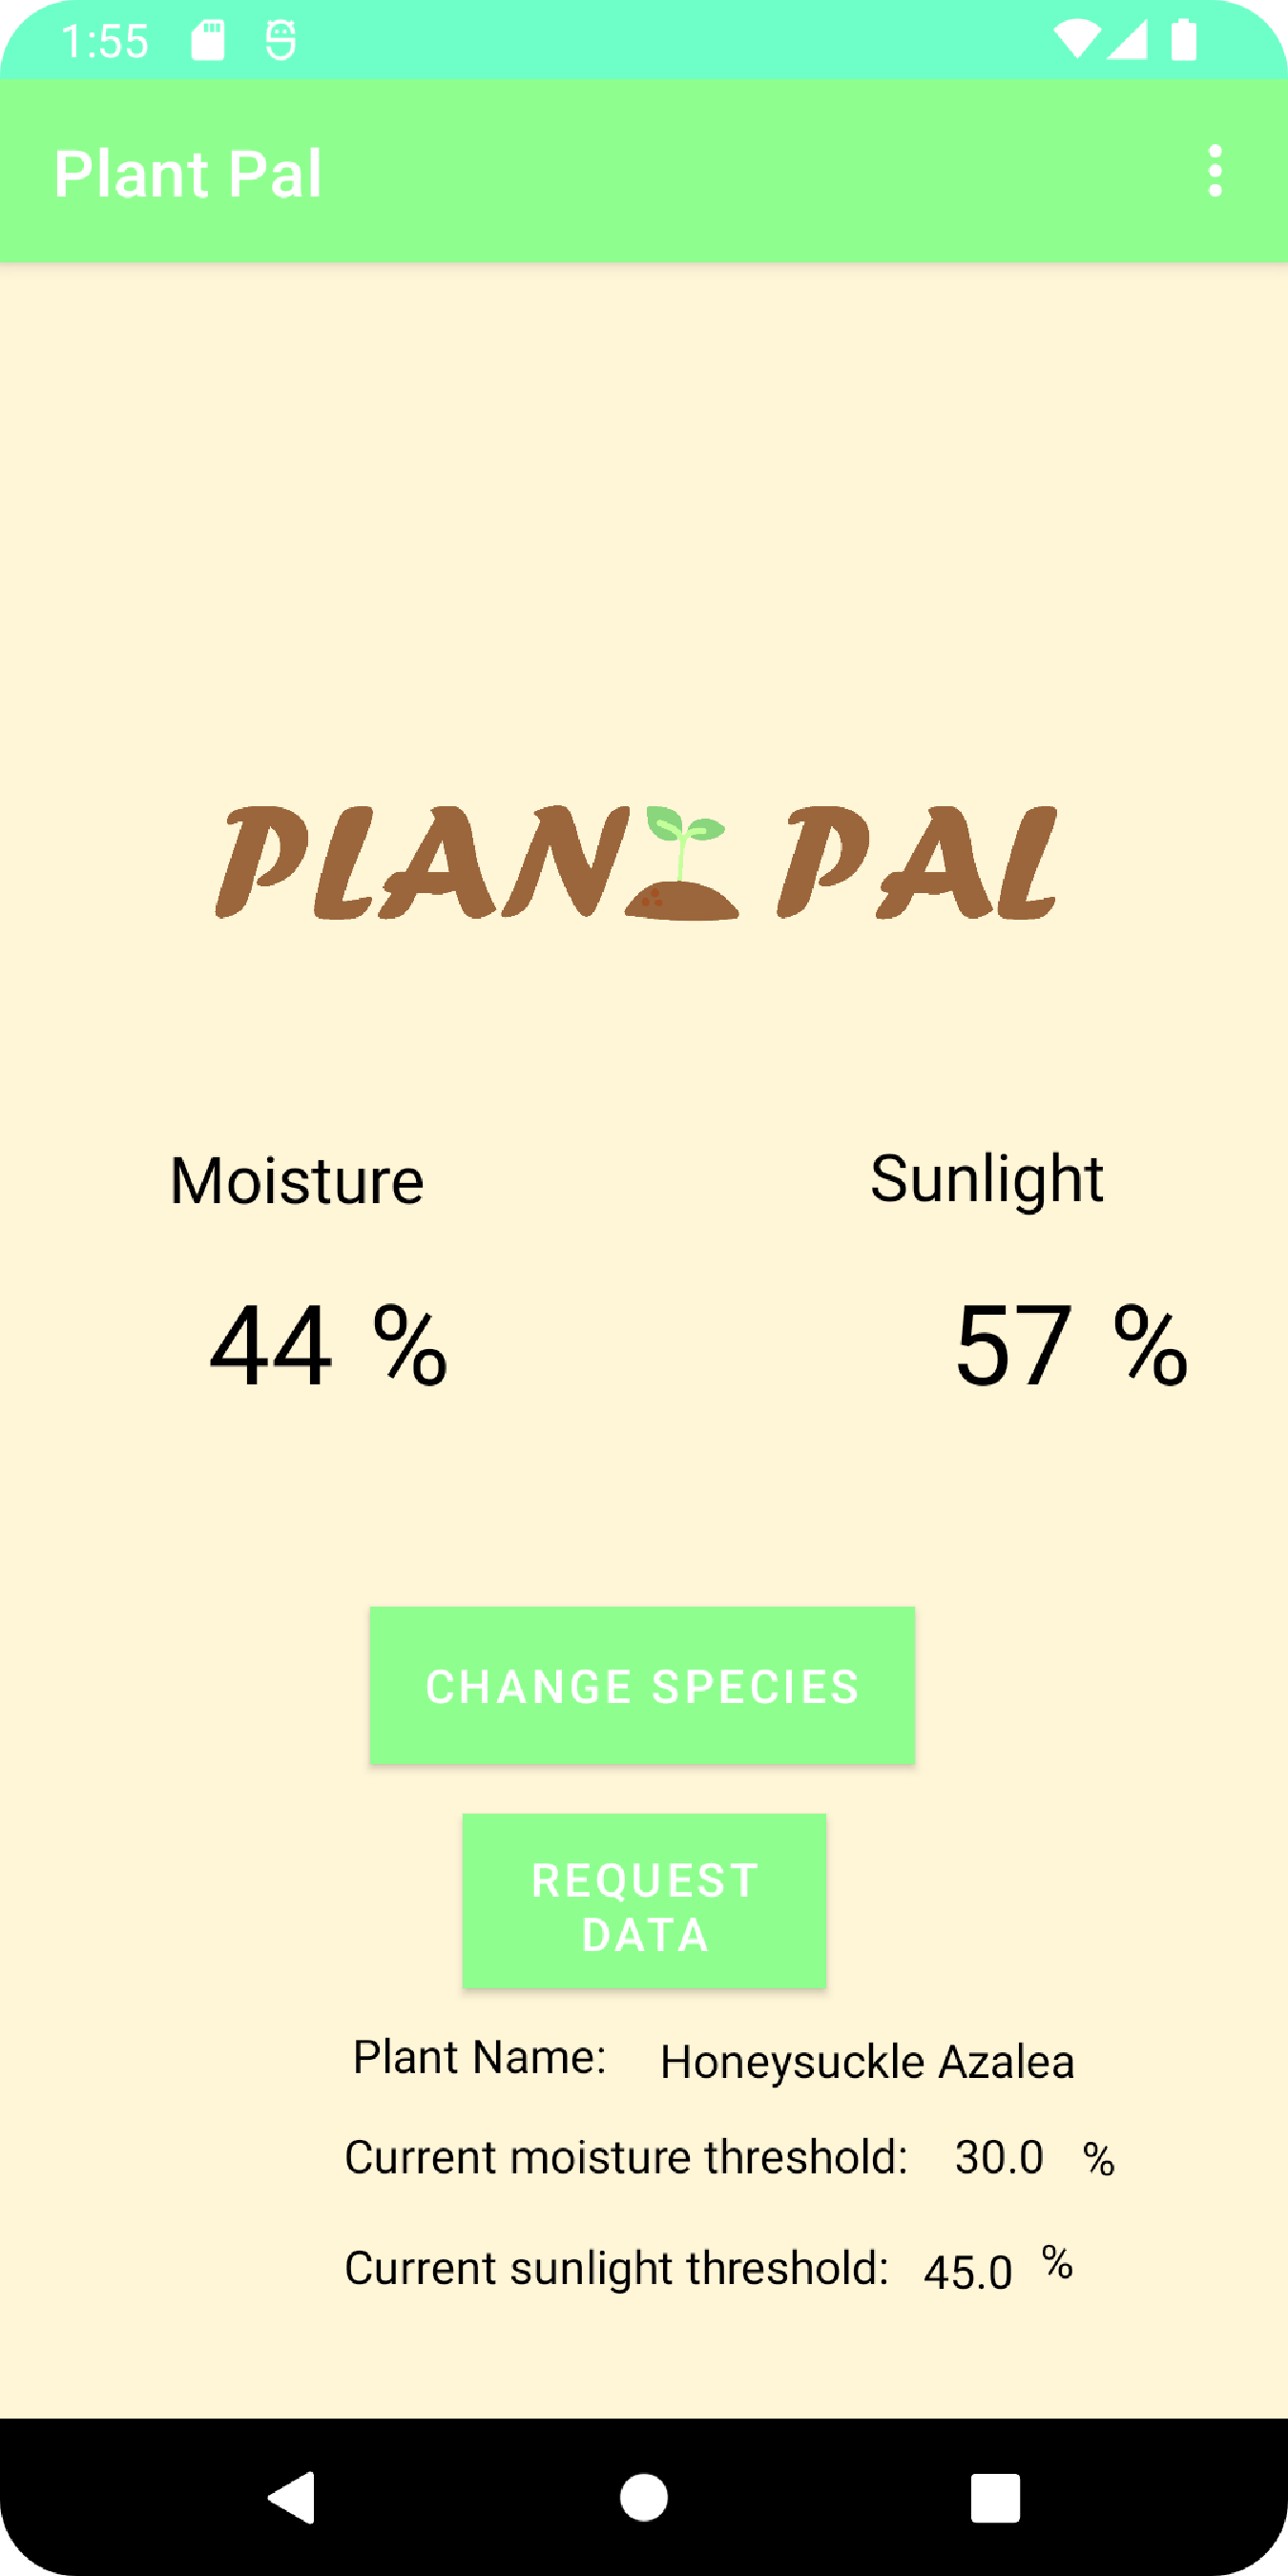 1:55
Plant Pal
PLAN PAL
Moisture
Sunlight
44 %
57 %
CHANGE SPECIES
REQUEST
DATA
Plant Name: Honeysuckle Azalea
Current moisture threshold: 30.0 %
Current sunlight threshold: 45.0 %